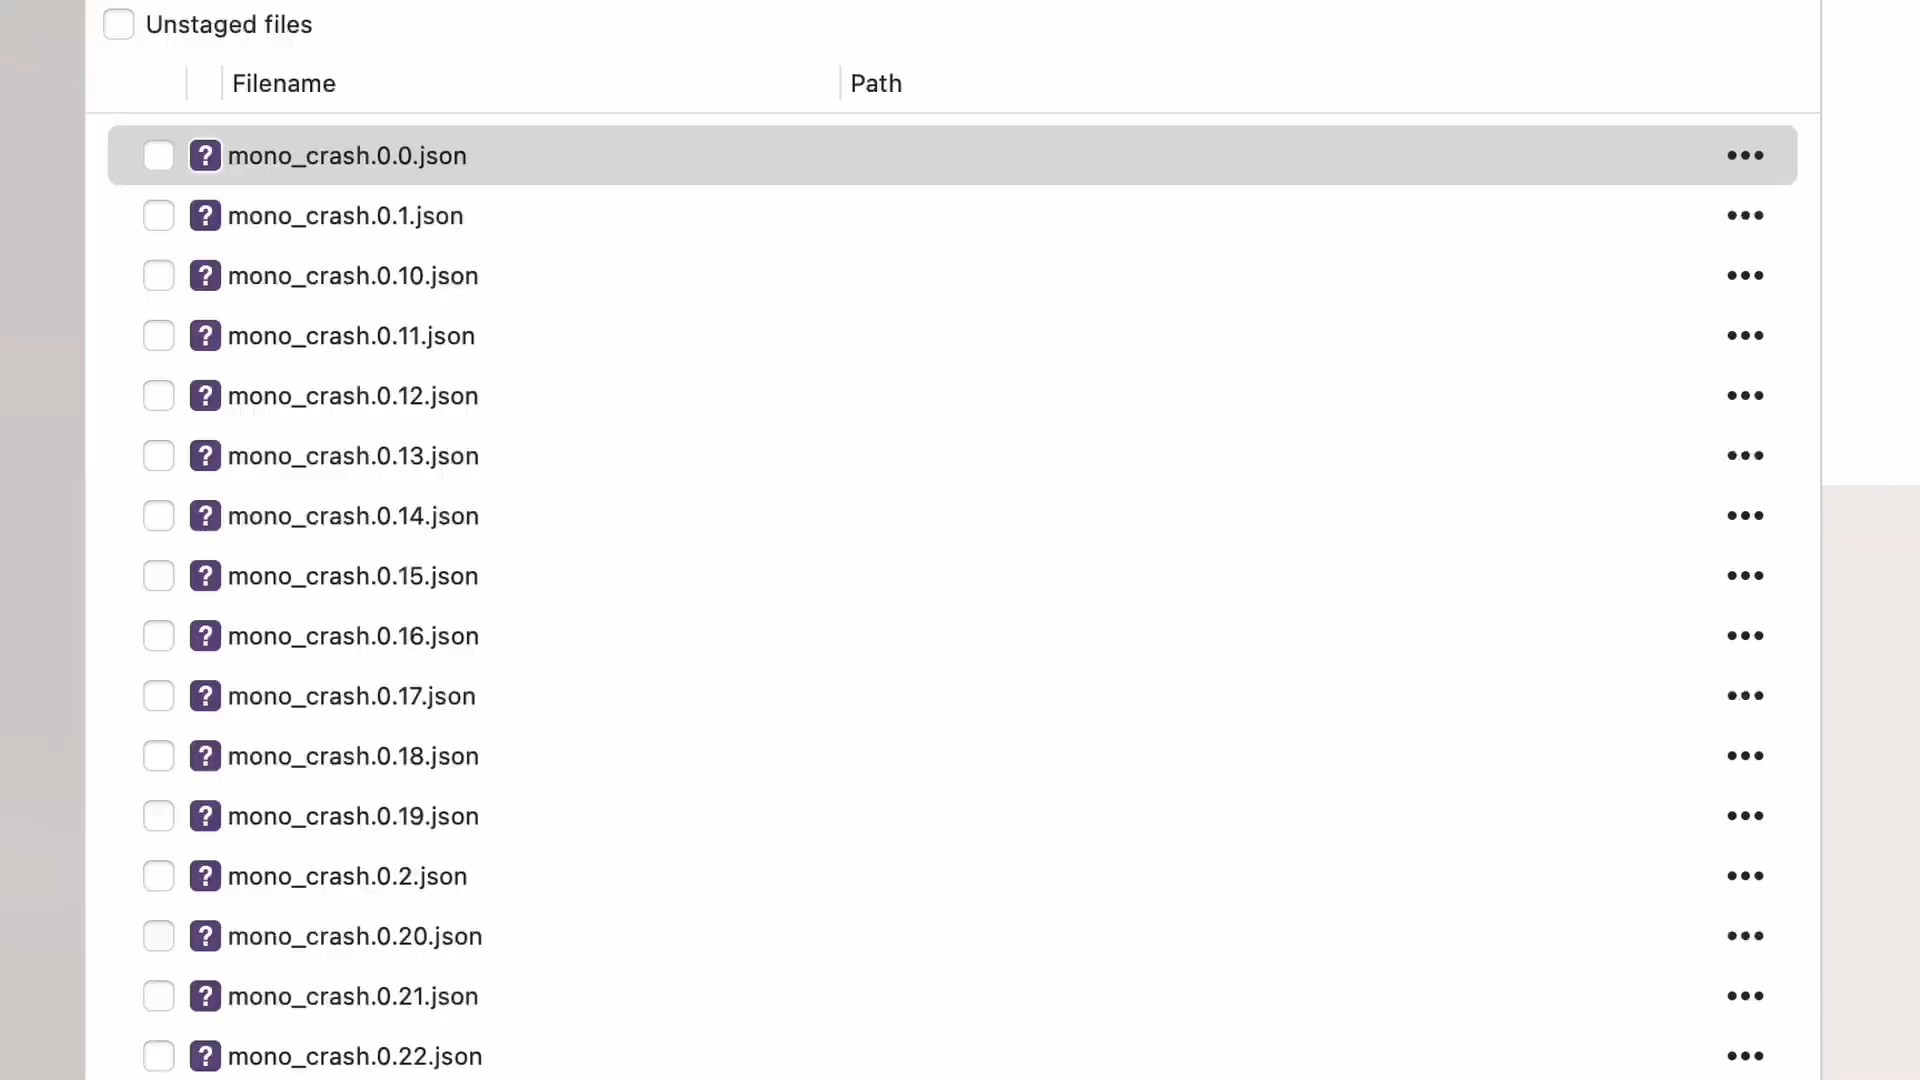 Unstaged files
Filename Path
? mono_crash.0.0.json •••
? mono_crash.0.1.json •••
? mono_crash.0.10.json •••
? mono_crash.0.11.json •••
? mono_crash.0.12.json •••
? mono_crash.0.13.json •••
? mono_crash.0.14.json •••
? mono_crash.0.15.json •••
? mono_crash.0.16.json •••
? mono_crash.0.17.json •••
? mono_crash.0.18.json •••
? mono_crash.0.19.json •••
? mono_crash.0.2.json •••
? mono_crash.0.20.json •••
? mono_crash.0.21.json •••
? mono_crash.0.22.json •••